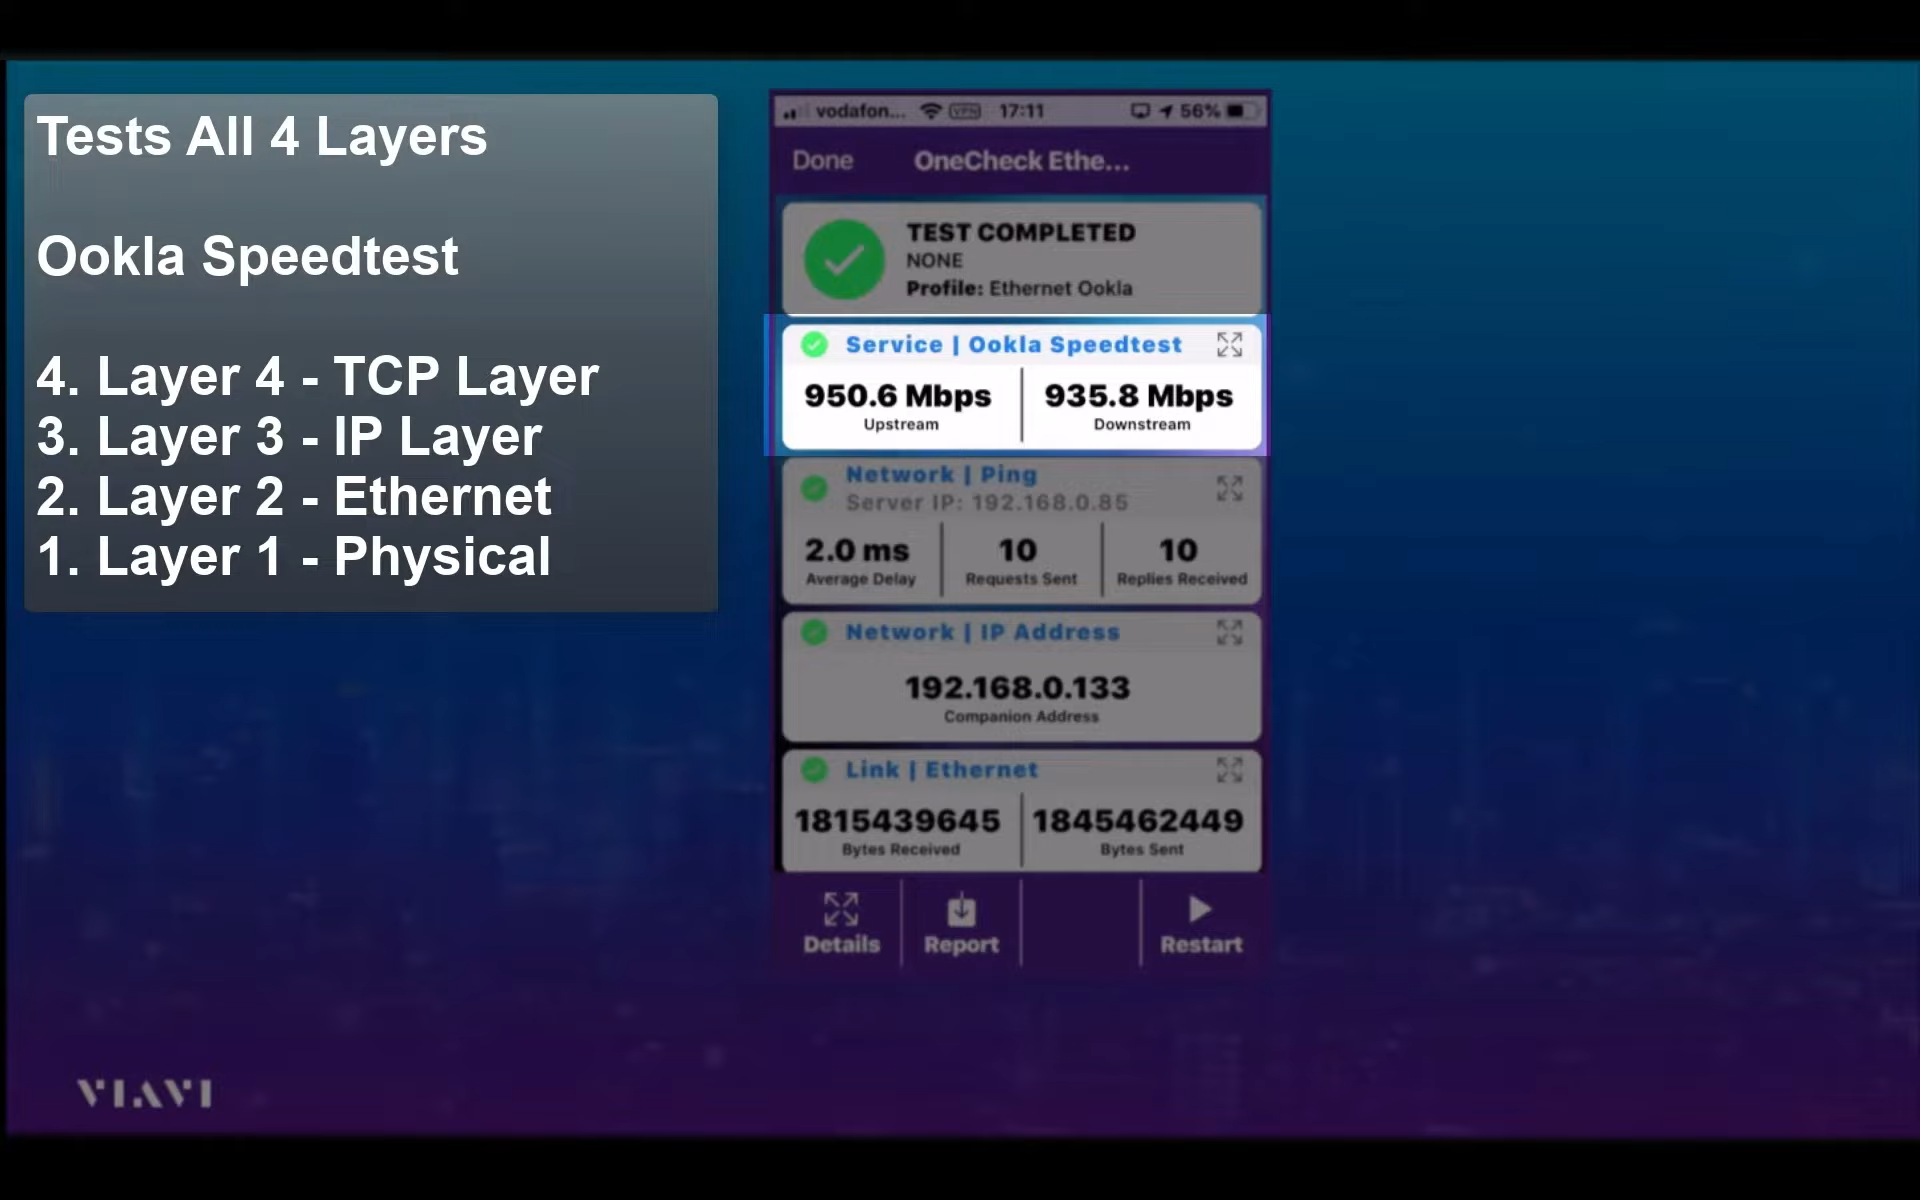 Tests All 4 Layers
Ookla Speedtest
4. Layer 4 - TCP Layer
3. Layer 3 - IP Layer
2. Layer 2 - Ethernet
1. Layer 1 - Physical
vodafon... VPN 17:11 56%
Done OneCheck Ethe...
TEST COMPLETED
NONE
Profile: Ethernet Ookla
Service | Ookla Speedtest
950.6 Mbps 935.8 Mbps
Upstream Downstream
Network | Ping
Server IP: 192.168.0.85
2.0 ms 10 10
Average Delay Requests Sent Replies Received
Network | IP Address
192.168.0.133
Companion Address
Link | Ethernet
1815439645 1845462449
Bytes Received Bytes Sent
Details Report Restart
VIAVI